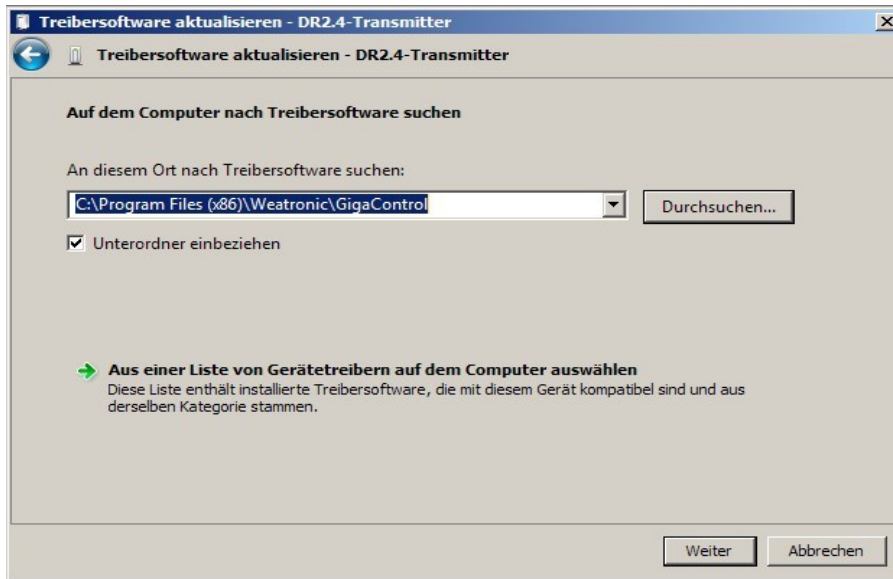 Treibersoftware aktualisieren - DR2.4-Transmitter
Treibersoftware aktualisieren - DR2.4-Transmitter
Auf dem Computer nach Treibersoftware suchen
An diesem Ort nach Treibersoftware suchen:
C:\Program Files (x86)\Weatronic\GigaControl
Durchsuchen...
Unterordner einbeziehen
Aus einer Liste von Gerätetreibern auf dem Computer auswählen
Diese Liste enthält installierte Treibersoftware, die mit diesem Gerät kompatibel sind und aus
derselben Kategorie stammen.
Weiter
Abbrechen